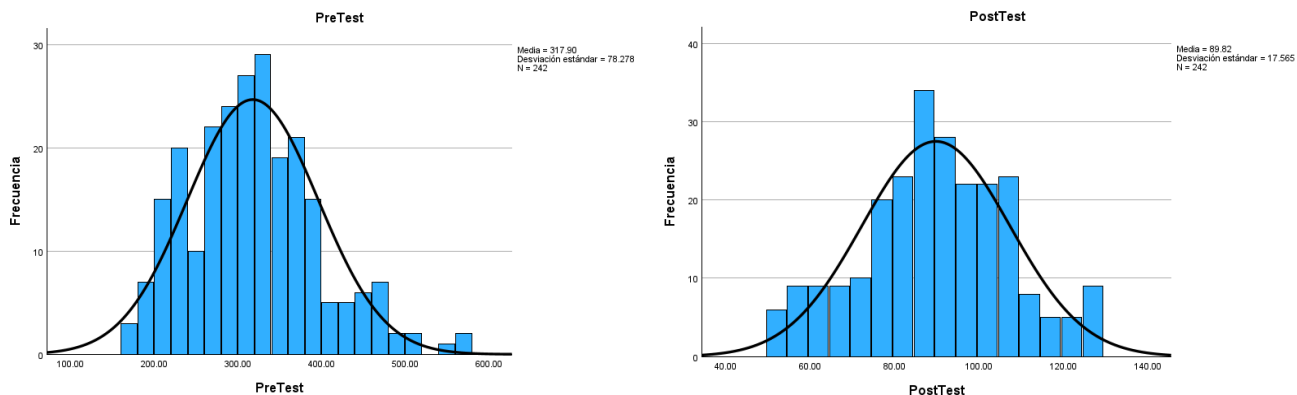 PreTest
Media = 317.90
Desviación estándar = 78.278
N = 242
30
20
10
0
Frecuencia
100.00 200.00 300.00 400.00 500.00 600.00
PreTest
PostTest
Media = 89.82
Desviación estándar = 17.565
N = 242
40
30
20
10
0
Frecuencia
40.00 60.00 80.00 100.00 120.00 140.00
PostTest